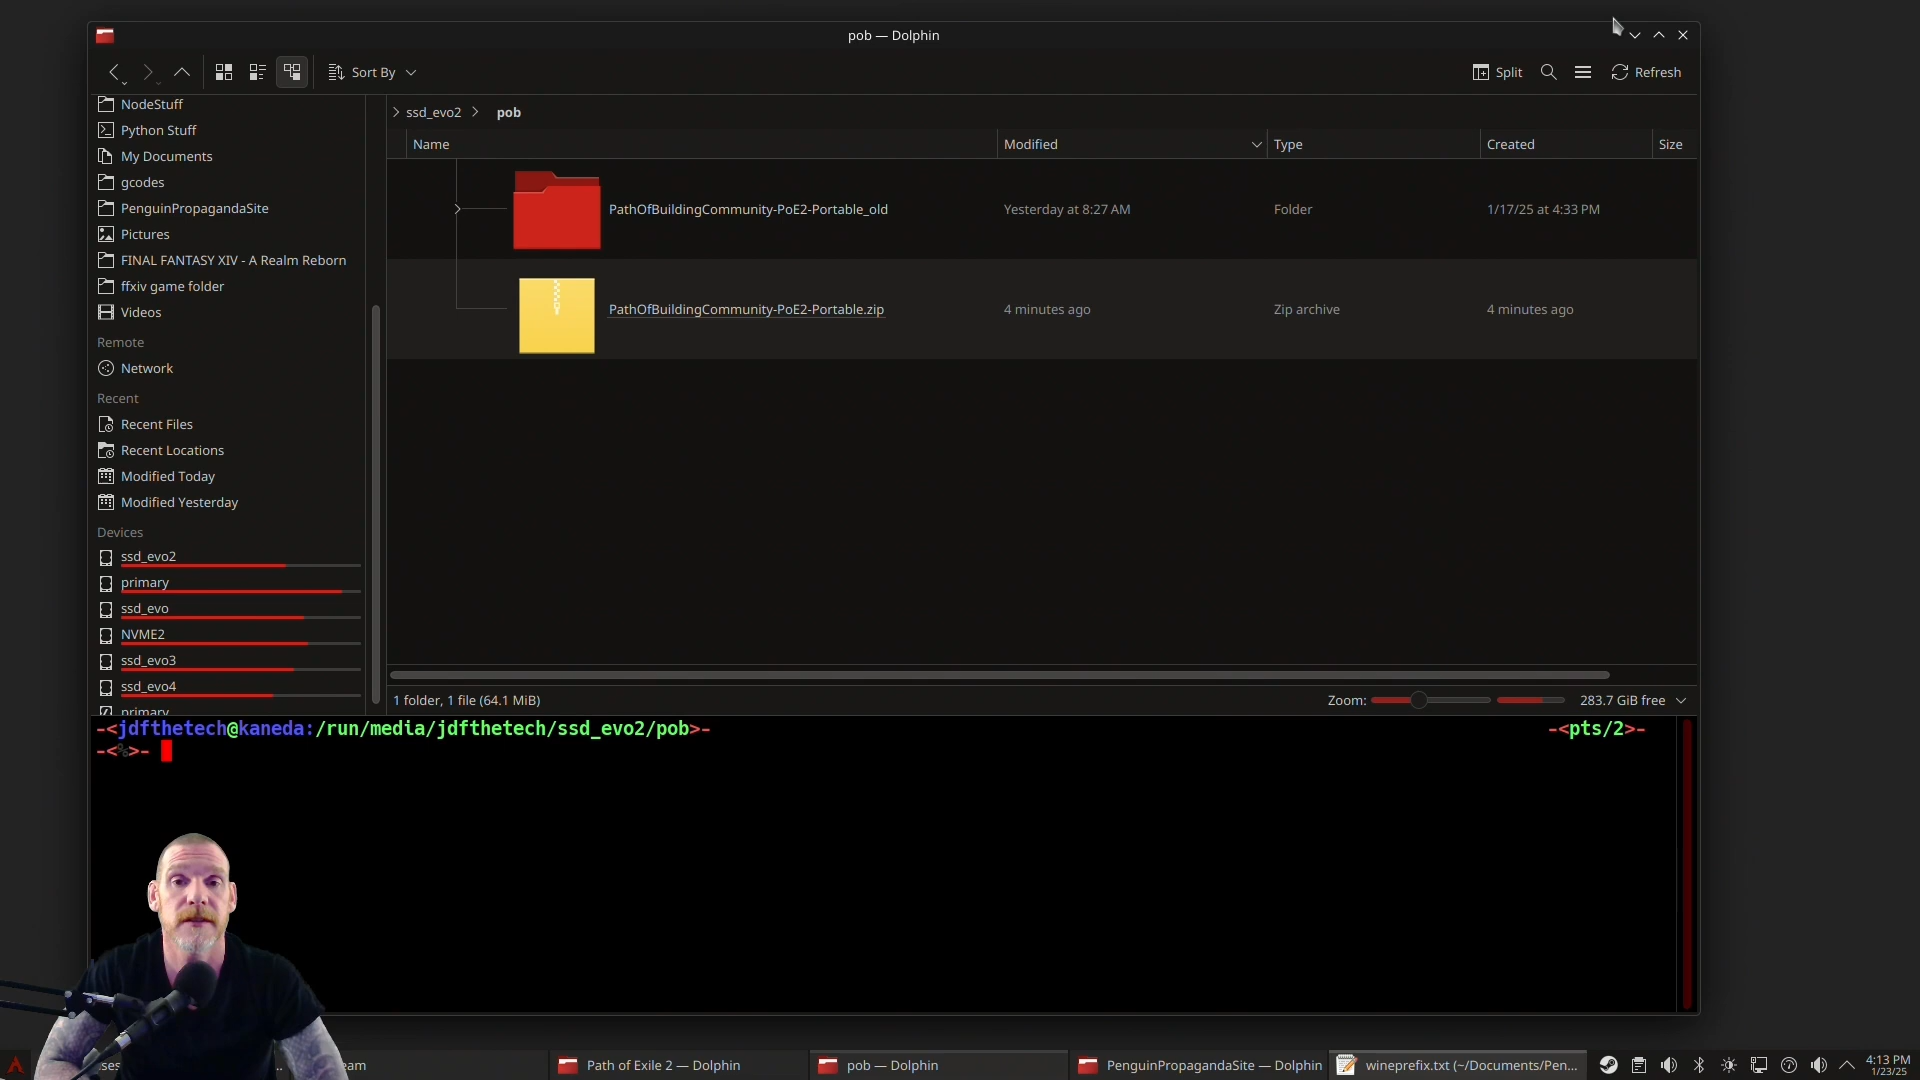 pob — Dolphin
Sort By
Split
Refresh
NodeStuff
Python Stuff
My Documents
gcodes
PenguinPropagandaSite
Pictures
FINAL FANTASY XIV - A Realm Reborn
ffxiv game folder
Videos
Remote
Network
Recent
Recent Files
Recent Locations
Modified Today
Modified Yesterday
Devices
ssd_evo2
primary
ssd_evo
NVME2
ssd_evo3
ssd_evo4
primary
> ssd_evo2 > pob
Name Modified Type Created Size
PathOfBuildingCommunity-PoE2-Portable_old Yesterday at 8:27 AM Folder 1/17/25 at 4:33 PM
PathOfBuildingCommunity-PoE2-Portable.zip 4 minutes ago Zip archive 4 minutes ago
1 folder, 1 file (64.1 MiB) Zoom: 283.7 GiB free
-<jdfthetech@kaneda:/run/media/jdfthetech/ssd_evo2/pob>- -<pts/2>-
-<%>-
Path of Exile 2 — Dolphin
pob — Dolphin
PenguinPropagandaSite — Dolphin
wineprefix.txt (~/Documents/Pen...
4:13 PM
1/23/25